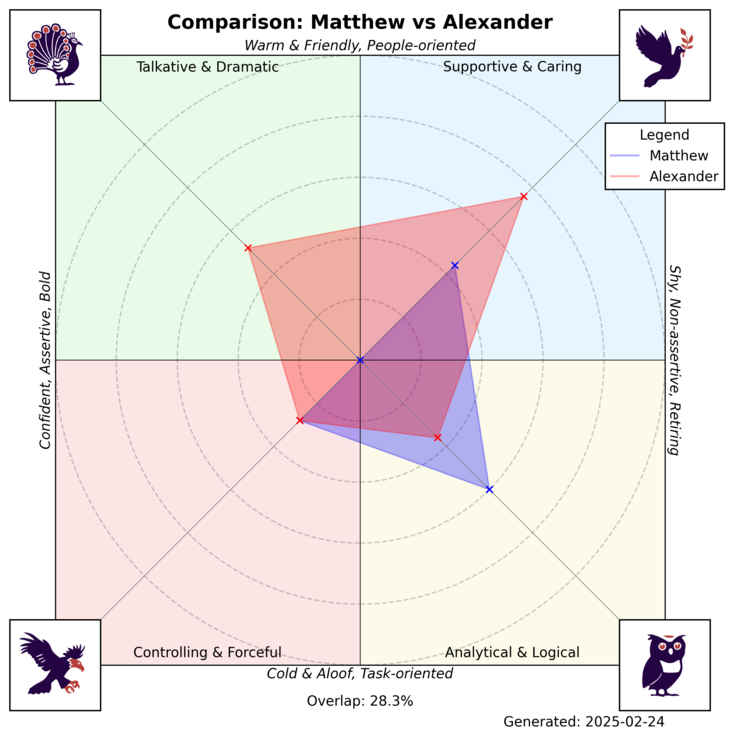 Comparison: Matthew vs Alexander
Warm & Friendly, People-oriented
Talkative & Dramatic
Supportive & Caring
Legend
Matthew
Alexander
Confident, Assertive, Bold
Shy, Non-assertive, Retiring
Controlling & Forceful
Analytical & Logical
Cold & Aloof, Task-oriented
Overlap: 28.3%
Generated: 2025-02-24